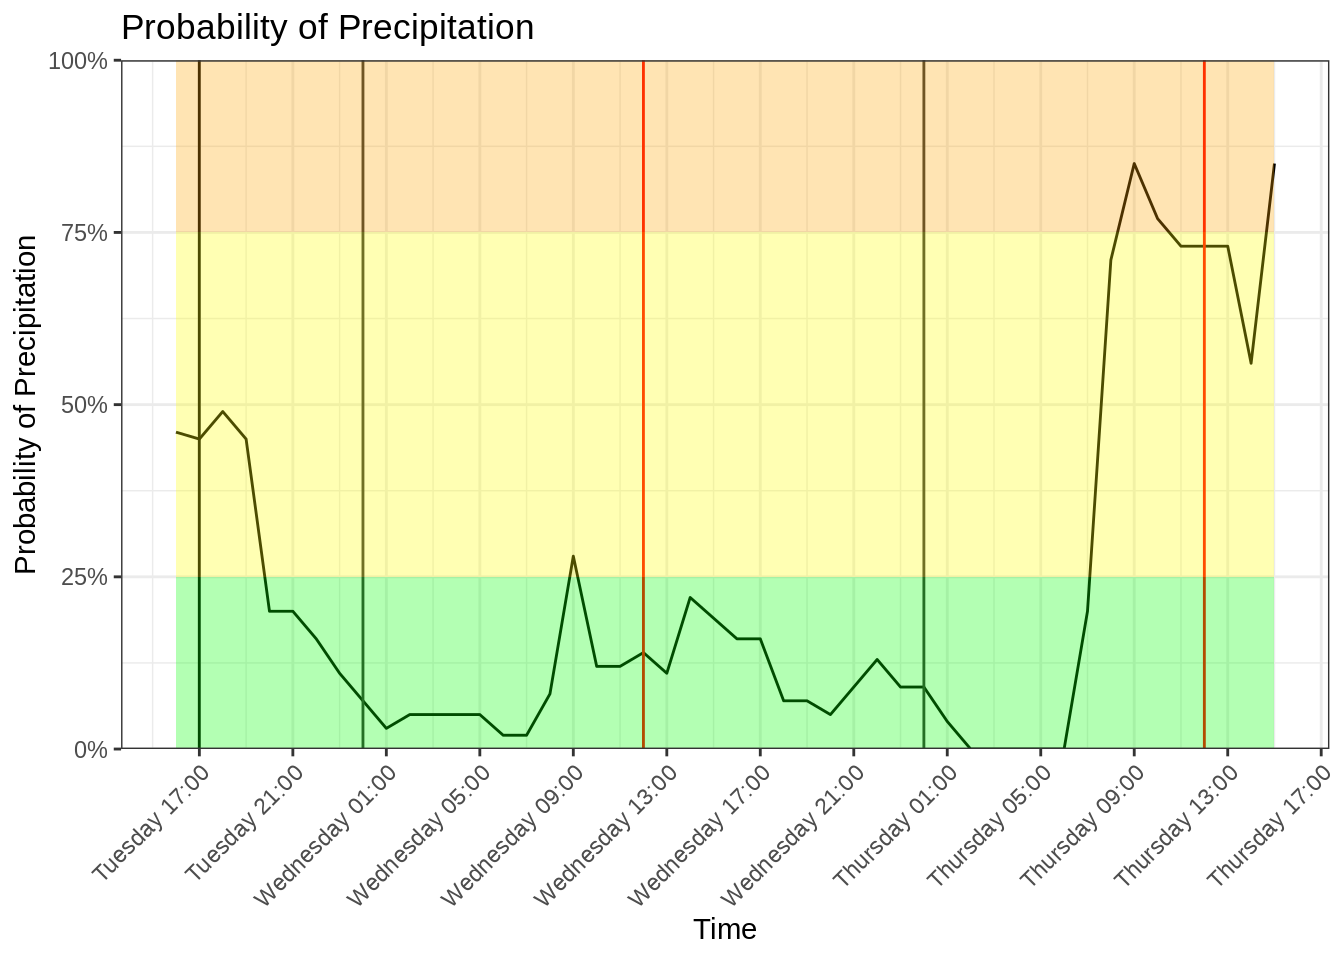 Probability of Precipitation
100%
75%
50%
25%
0%
Probability of Precipitation
Tuesday 17:00
Tuesday 21:00
Wednesday 01:00
Wednesday 05:00
Wednesday 09:00
Wednesday 13:00
Wednesday 17:00
Wednesday 21:00
Thursday 01:00
Thursday 05:00
Thursday 09:00
Thursday 13:00
Thursday 17:00
Time